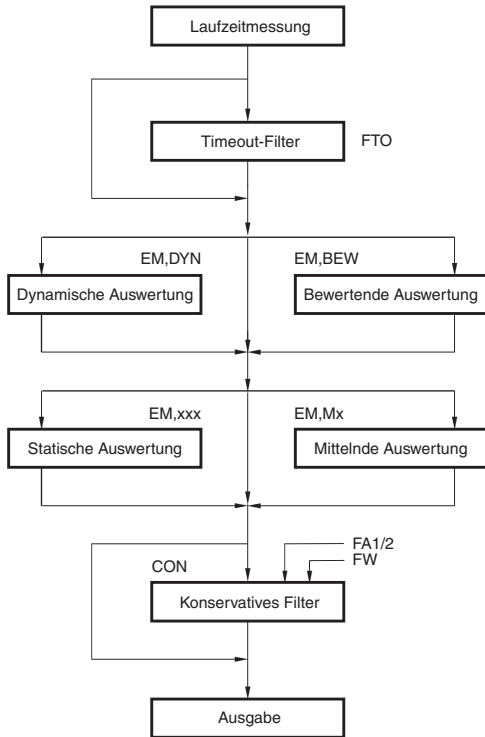 Laufzeitmessung
Timeout-Filter
FTO
EM,DYN
EM,BEW
Dynamische Auswertung
Bewertende Auswertung
EM,xxx
EM,Mx
Statische Auswertung
Mittelnde Auswertung
FA1/2
CON
FW
Konservatives Filter
Ausgabe